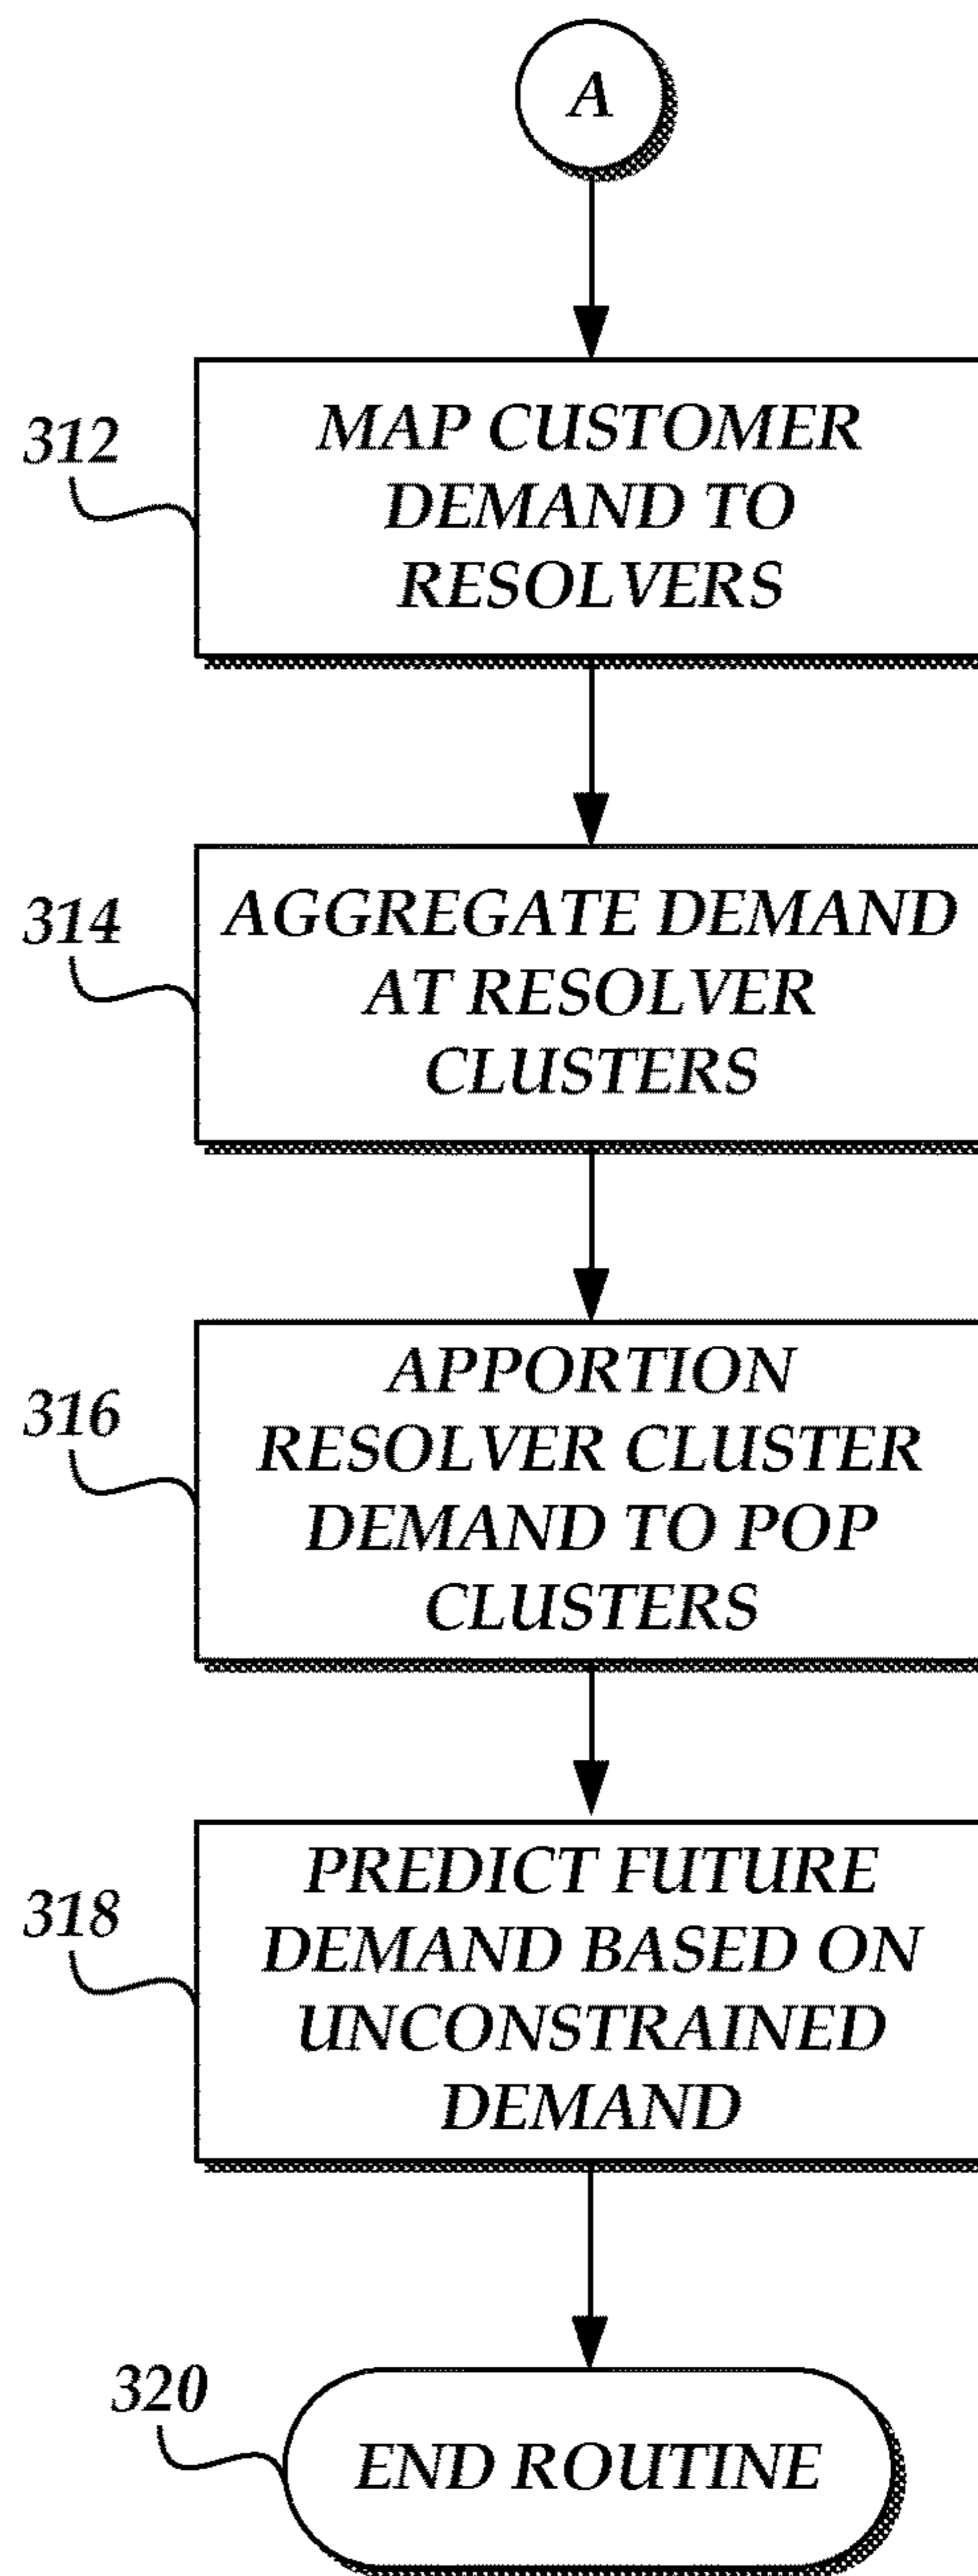 A
312
MAP CUSTOMER
DEMAND TO
RESOLVERS
314
AGGREGATE DEMAND
AT RESOLVER
CLUSTERS
316
APPORTION
RESOLVER CLUSTER
DEMAND TO POP
CLUSTERS
318
PREDICT FUTURE
DEMAND BASED ON
UNCONSTRAINED
DEMAND
320
END ROUTINE